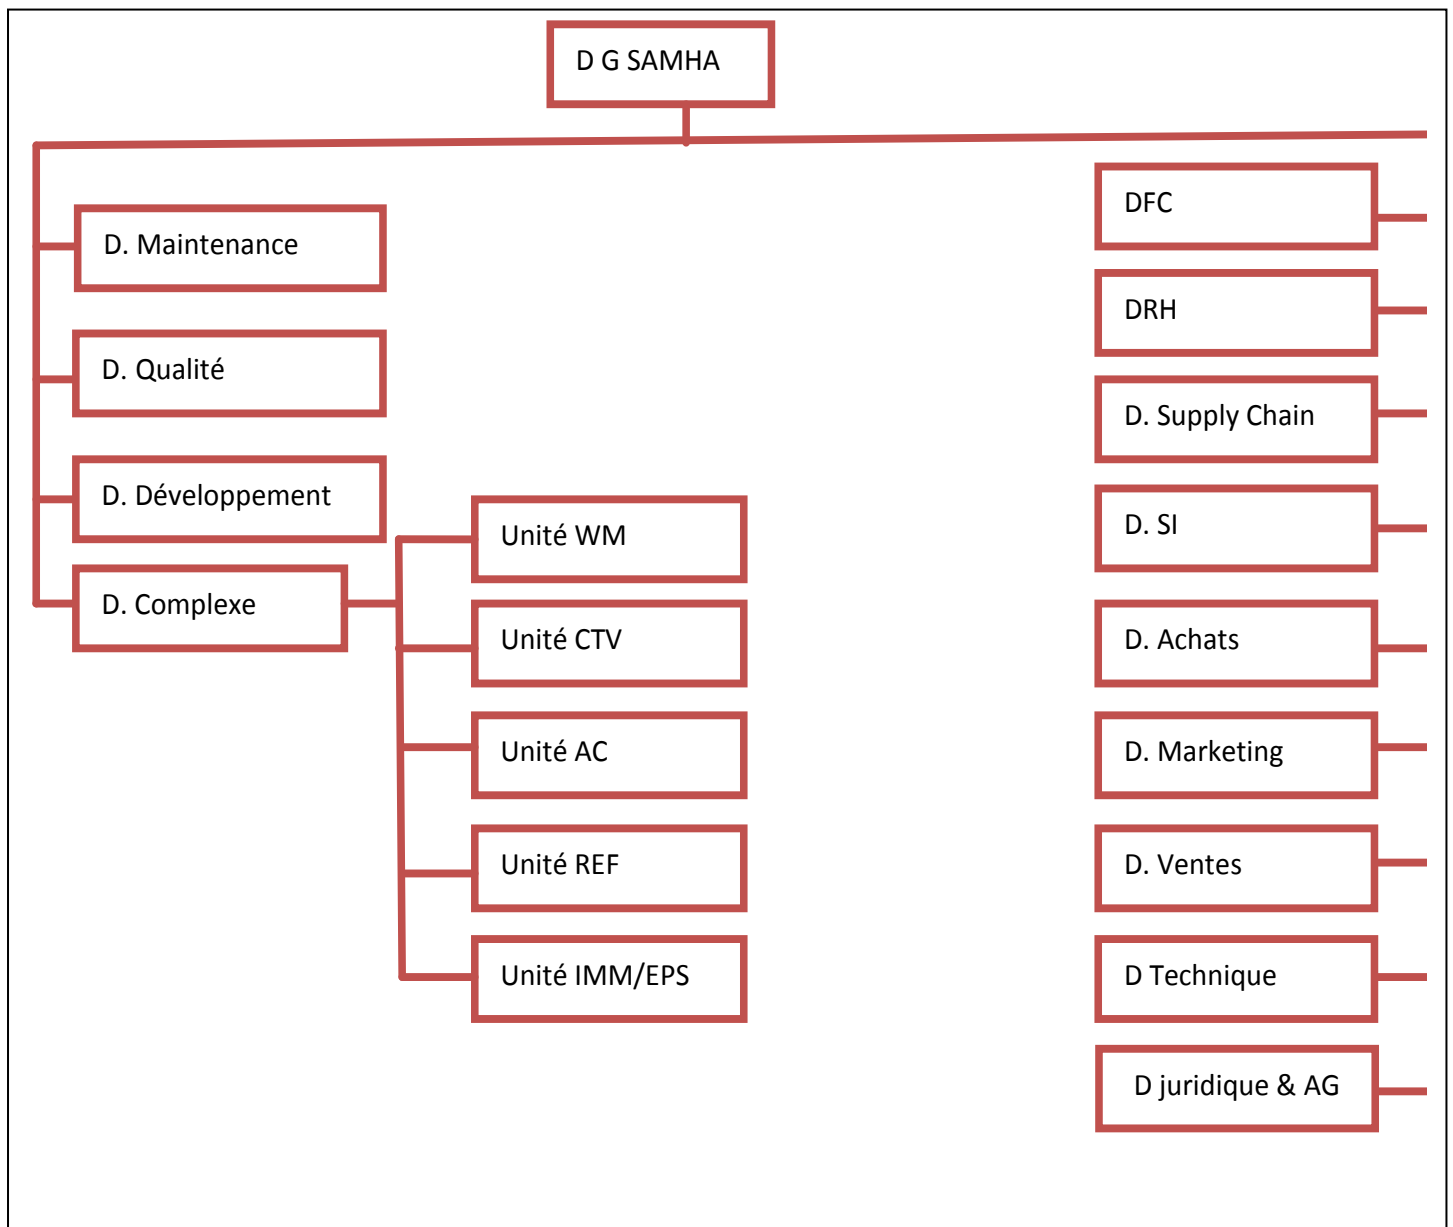 D G SAMHA
D. Maintenance
D. Qualité
D. Développement
D. Complexe
Unité WM
Unité CTV
Unité AC
Unité REF
Unité IMM/EPS
DFC
DRH
D. Supply Chain
D. SI
D. Achats
D. Marketing
D. Ventes
D Technique
D juridique & AG